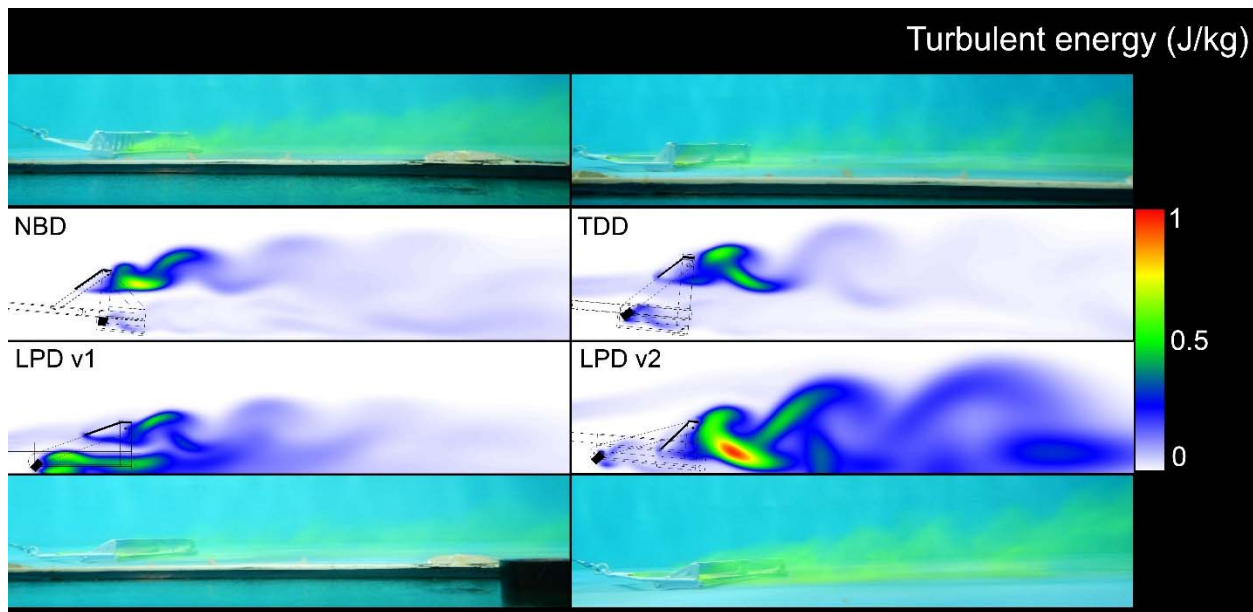 Turbulent energy (J/kg)
NBD
TDD
1
0.5
LPD v1
LPD v2
0